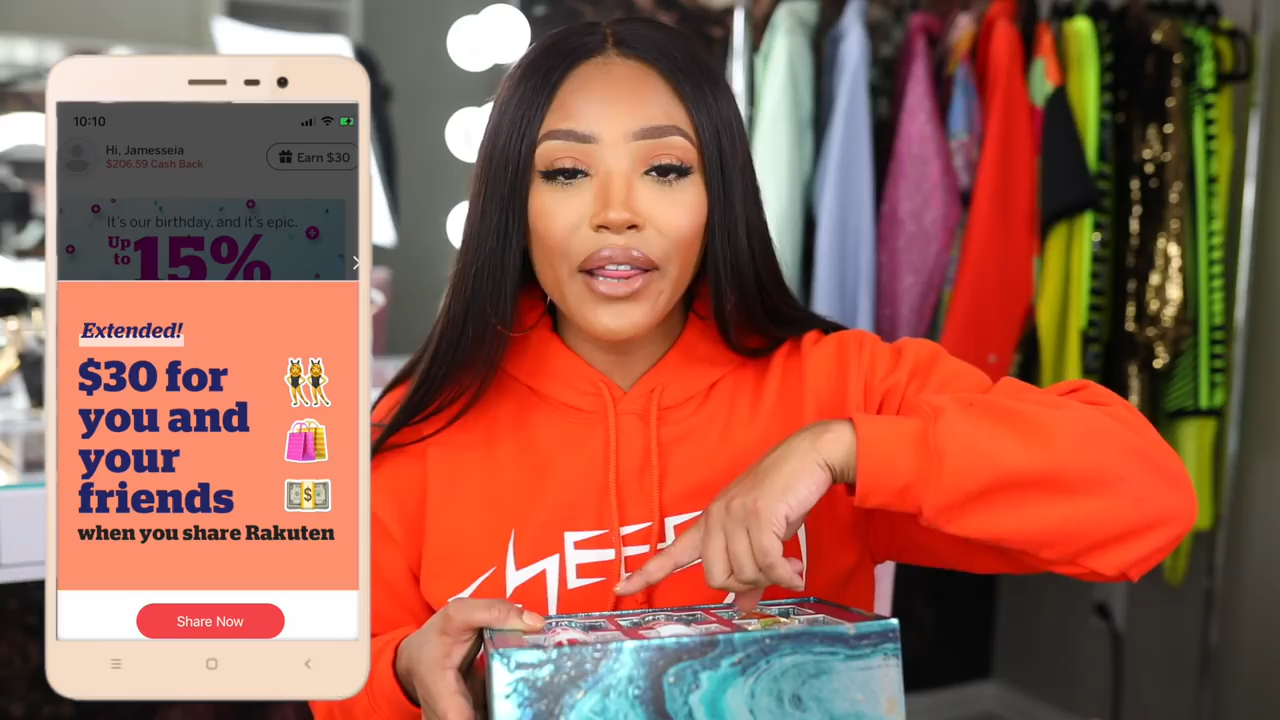 10:10
Hi, Jamesseia
$206.59 Cash Back
Earn $30
It's our birthday, and it's epic.
Up
to 15%
Extended!
$30 for
you and
your
friends
when you share Rakuten
Share Now